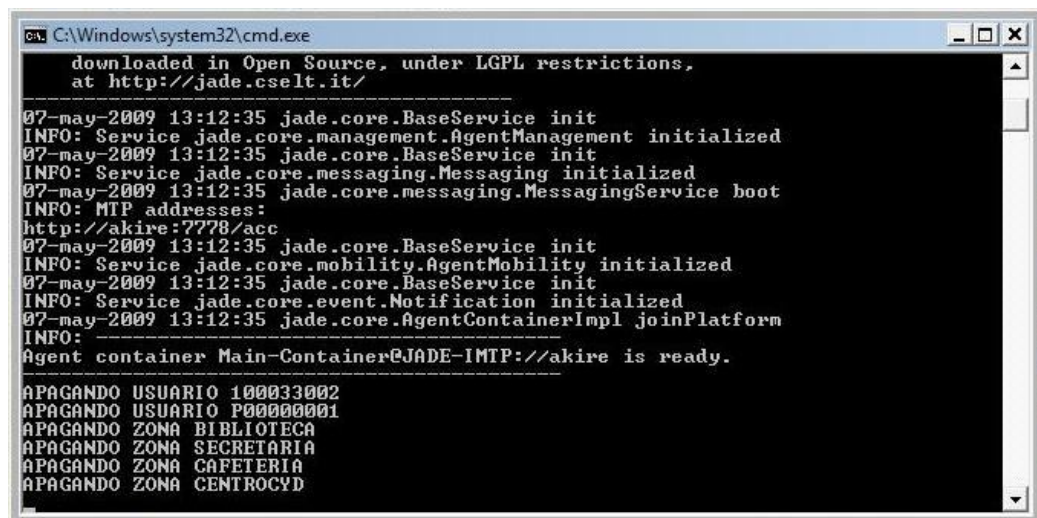 C:\Windows\system32\cmd.exe
downloaded in Open Source, under LGPL restrictions,
at http://jade.cselt.it/
----------------------------------------
07-may-2009 13:12:35 jade.core.BaseService init
INFO: Service jade.core.management.AgentManagement initialized
07-may-2009 13:12:35 jade.core.BaseService init
INFO: Service jade.core.messaging.Messaging initialized
07-may-2009 13:12:35 jade.core.messaging.MessagingService boot
INFO: MTP addresses:
http://akire:7778/acc
07-may-2009 13:12:35 jade.core.BaseService init
INFO: Service jade.core.mobility.AgentMobility initialized
07-may-2009 13:12:35 jade.core.BaseService init
INFO: Service jade.core.event.Notification initialized
07-may-2009 13:12:35 jade.core.AgentContainerImpl joinPlatform
INFO: --------------------------------------
Agent container Main-Container@JADE-IMTP://akire is ready.
--------------------------------------------
APAGANDO USUARIO 100033002
APAGANDO USUARIO P00000001
APAGANDO ZONA BIBLIOTECA
APAGANDO ZONA SECRETARIA
APAGANDO ZONA CAFETERIA
APAGANDO ZONA CENTROCYD